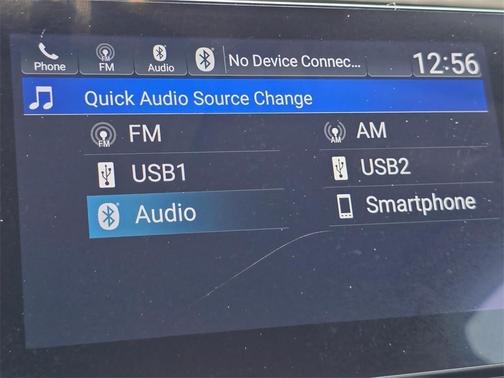 Phone FM Audio No Device Connec... 12:56
Quick Audio Source Change
FM AM
USB1 USB2
Audio Smartphone